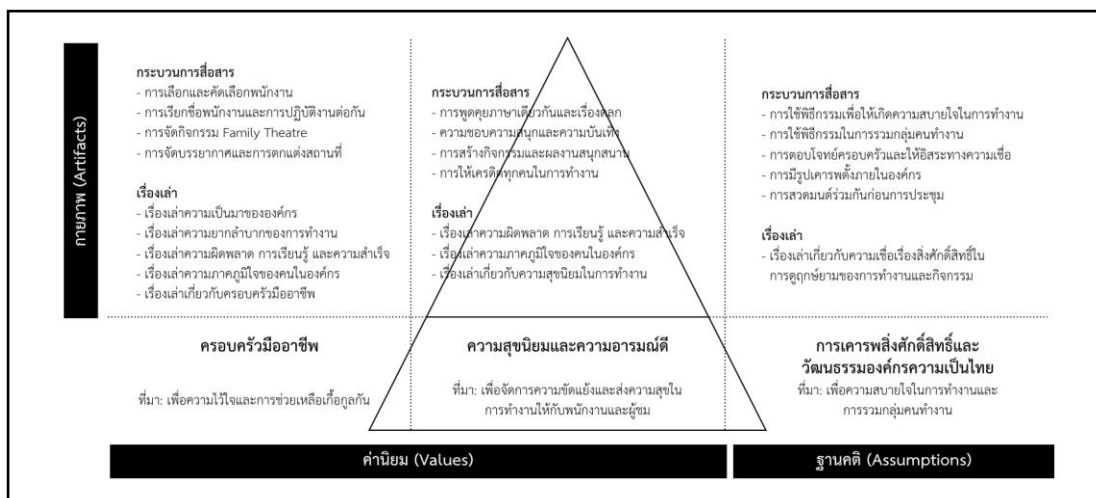 กายภาพ (Artifacts)
กระบวนการสื่อสาร
- การเลือกและคัดเลือกพนักงาน
- การเรียกชื่อพนักงานและการปฏิบัติงานต่อกัน
- การจัดกิจกรรม Family Theatre
- การจัดบรรยากาศและการตกแต่งสถานที่
เรื่องเล่า
- เรื่องเล่าความเป็นมาขององค์กร
- เรื่องเล่าความยากลำบากของการทำงาน
- เรื่องเล่าความผิดพลาด การเรียนรู้ และความสำเร็จ
- เรื่องเล่าความภาคภูมิใจของคนในองค์กร
- เรื่องเล่าเกี่ยวกับครอบครัวมืออาชีพ
กระบวนการสื่อสาร
- การพูดคุยภาษาเดียวกันและเรื่องตลก
- ความชอบความสนุกและความบันเทิง
- การสร้างกิจกรรมและผลงานสนุกสนาน
- การให้เครดิตทุกคนในการทำงาน
เรื่องเล่า
- เรื่องเล่าความผิดพลาด การเรียนรู้ และความสำเร็จ
- เรื่องเล่าความภาคภูมิใจของคนในองค์กร
- เรื่องเล่าเกี่ยวกับความสุขนิยมในการทำงาน
กระบวนการสื่อสาร
- การใช้พิธีกรรมเพื่อให้เกิดความสบายใจในการทำงาน
- การใช้พิธีกรรมในการรวมกลุ่มคนทำงาน
- การตอบโจทย์ครอบครัวและให้อิสระทางความเชื่อ
- การมีรูปเคารพตั้งภายในองค์กร
- การสวดมนต์ร่วมกันก่อนการประชุม
เรื่องเล่า
- เรื่องเล่าเกี่ยวกับความเชื่อเรื่องสิ่งศักดิ์สิทธิ์ใน
การดูฤกษ์ยามของการทำงานและกิจกรรม
ครอบครัวมืออาชีพ
ที่มา: เพื่อความไว้ใจและการช่วยเหลือเกื้อกูลกัน
ความสุขนิยมและความอารมณ์ดี
ที่มา: เพื่อจัดการความขัดแย้งและส่งความสุขใน
การทำงานให้กับพนักงานและผู้ชม
การเคารพสิ่งศักดิ์สิทธิ์และ
วัฒนธรรมองค์กรความเป็นไทย
ที่มา: เพื่อความสบายใจในการทำงานและ
การรวมกลุ่มคนทำงาน
ค่านิยม (Values)
ฐานคติ (Assumptions)